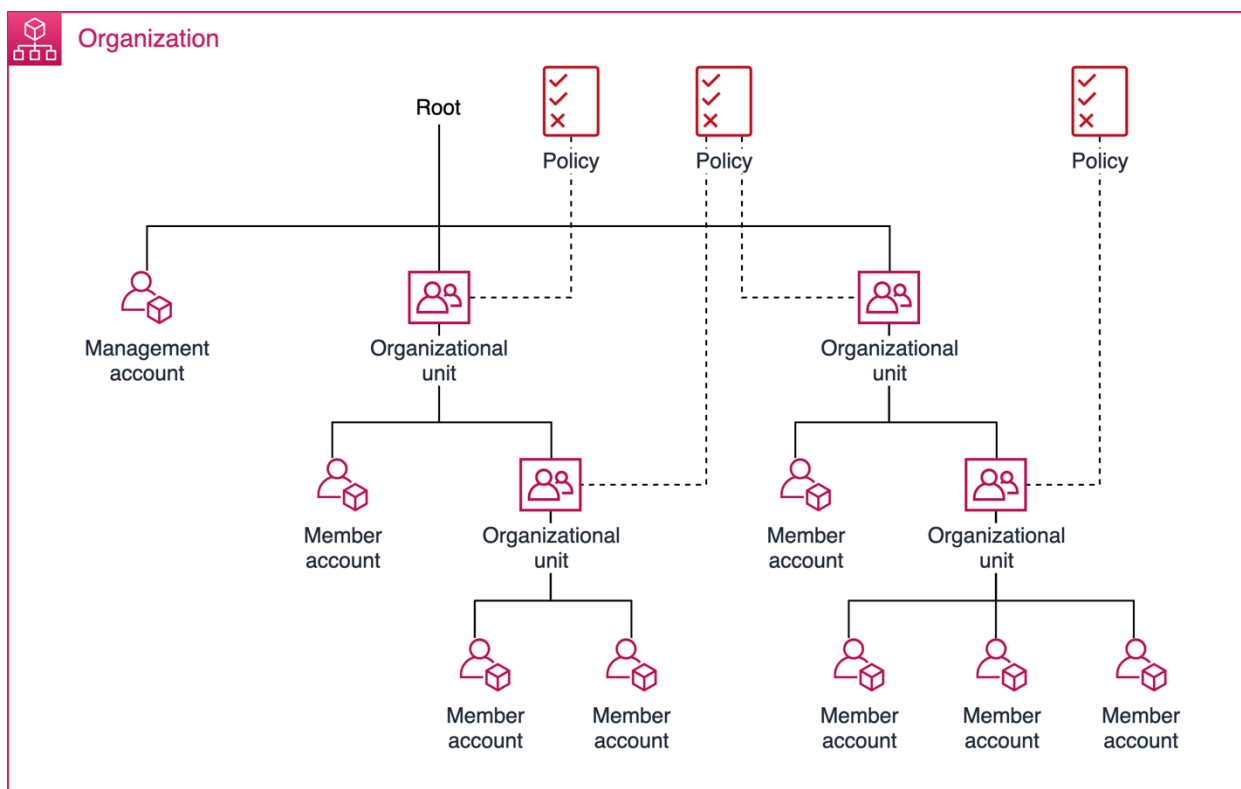 Organization
Root
Policy
Policy
Policy
Management
account
Organizational
unit
Organizational
unit
Member
account
Organizational
unit
Member
account
Organizational
unit
Member
account
Member
account
Member
account
Member
account
Member
account